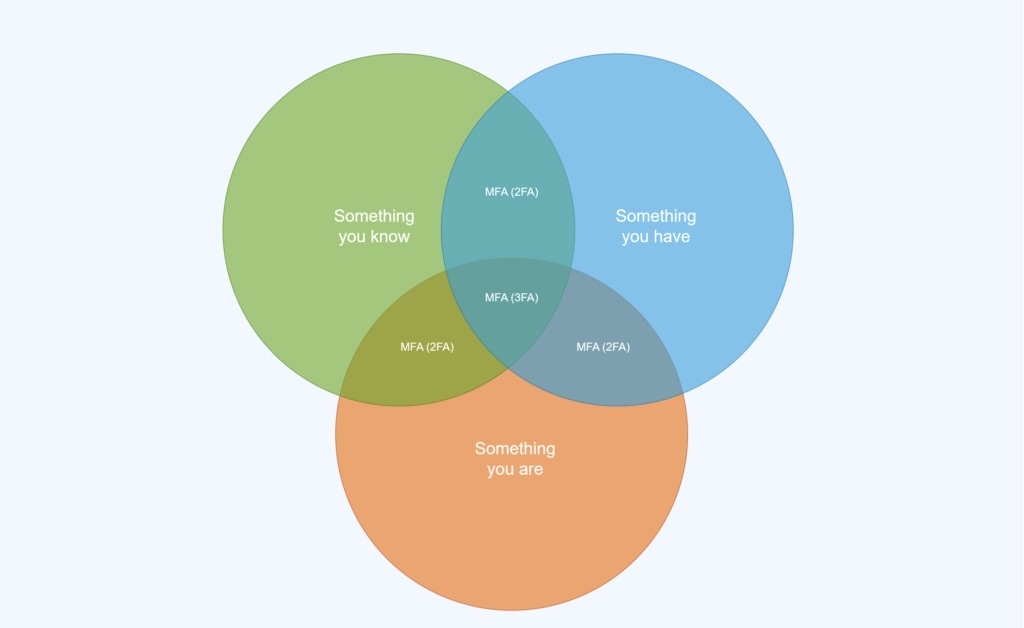 MFA (2FA)
Something
you know
Something
you have
MFA (3FA)
MFA (2FA)
MFA (2FA)
Something
you are